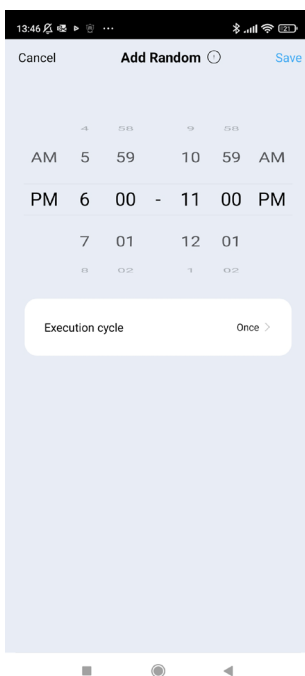 13:46 ... 21
Cancel Add Random Save
4 58 9 58
AM 5 59 10 59 AM
PM 6 00 - 11 00 PM
7 01 12 01
8 02 1 02
Execution cycle Once >